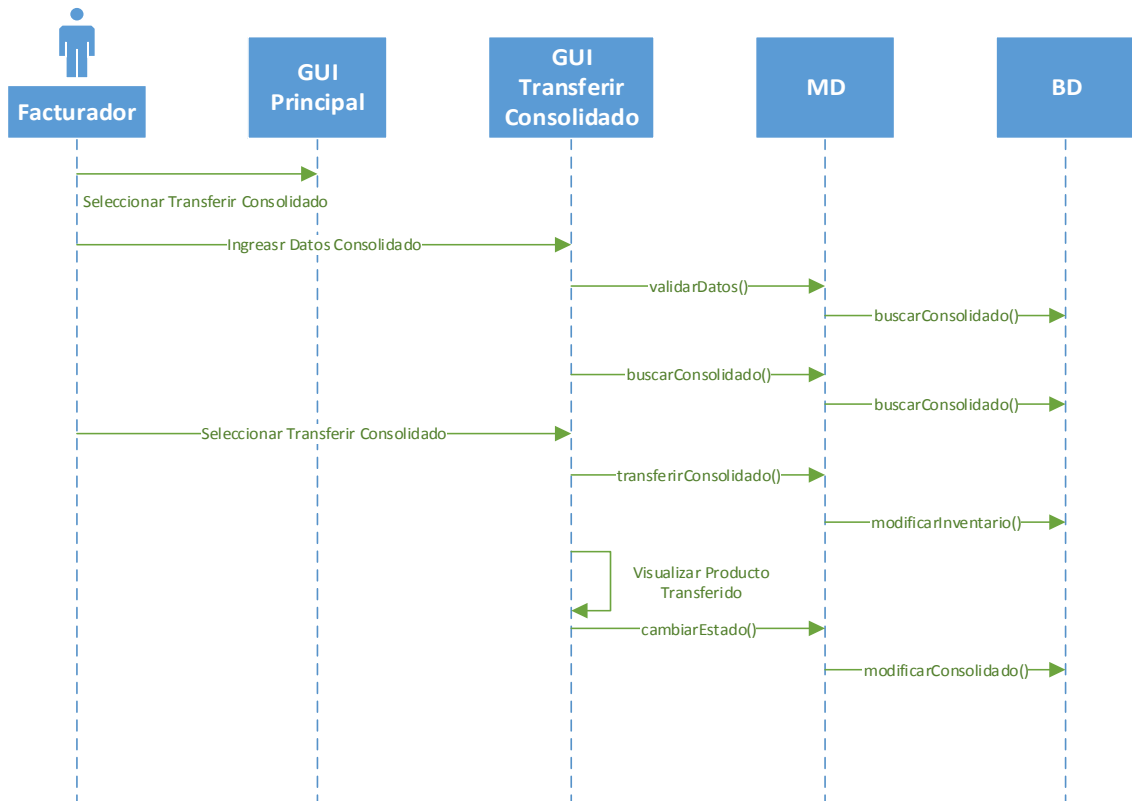 Facturador
GUI
Principal
GUI
Transferir
Consolidado
MD
BD
Seleccionar Transferir Consolidado
Ingreasr Datos Consolidado
validarDatos()
buscarConsolidado()
buscarConsolidado()
buscarConsolidado()
Seleccionar Transferir Consolidado
transferirConsolidado()
modificarInventario()
Visualizar Producto
Transferido
cambiarEstado()
modificarConsolidado()